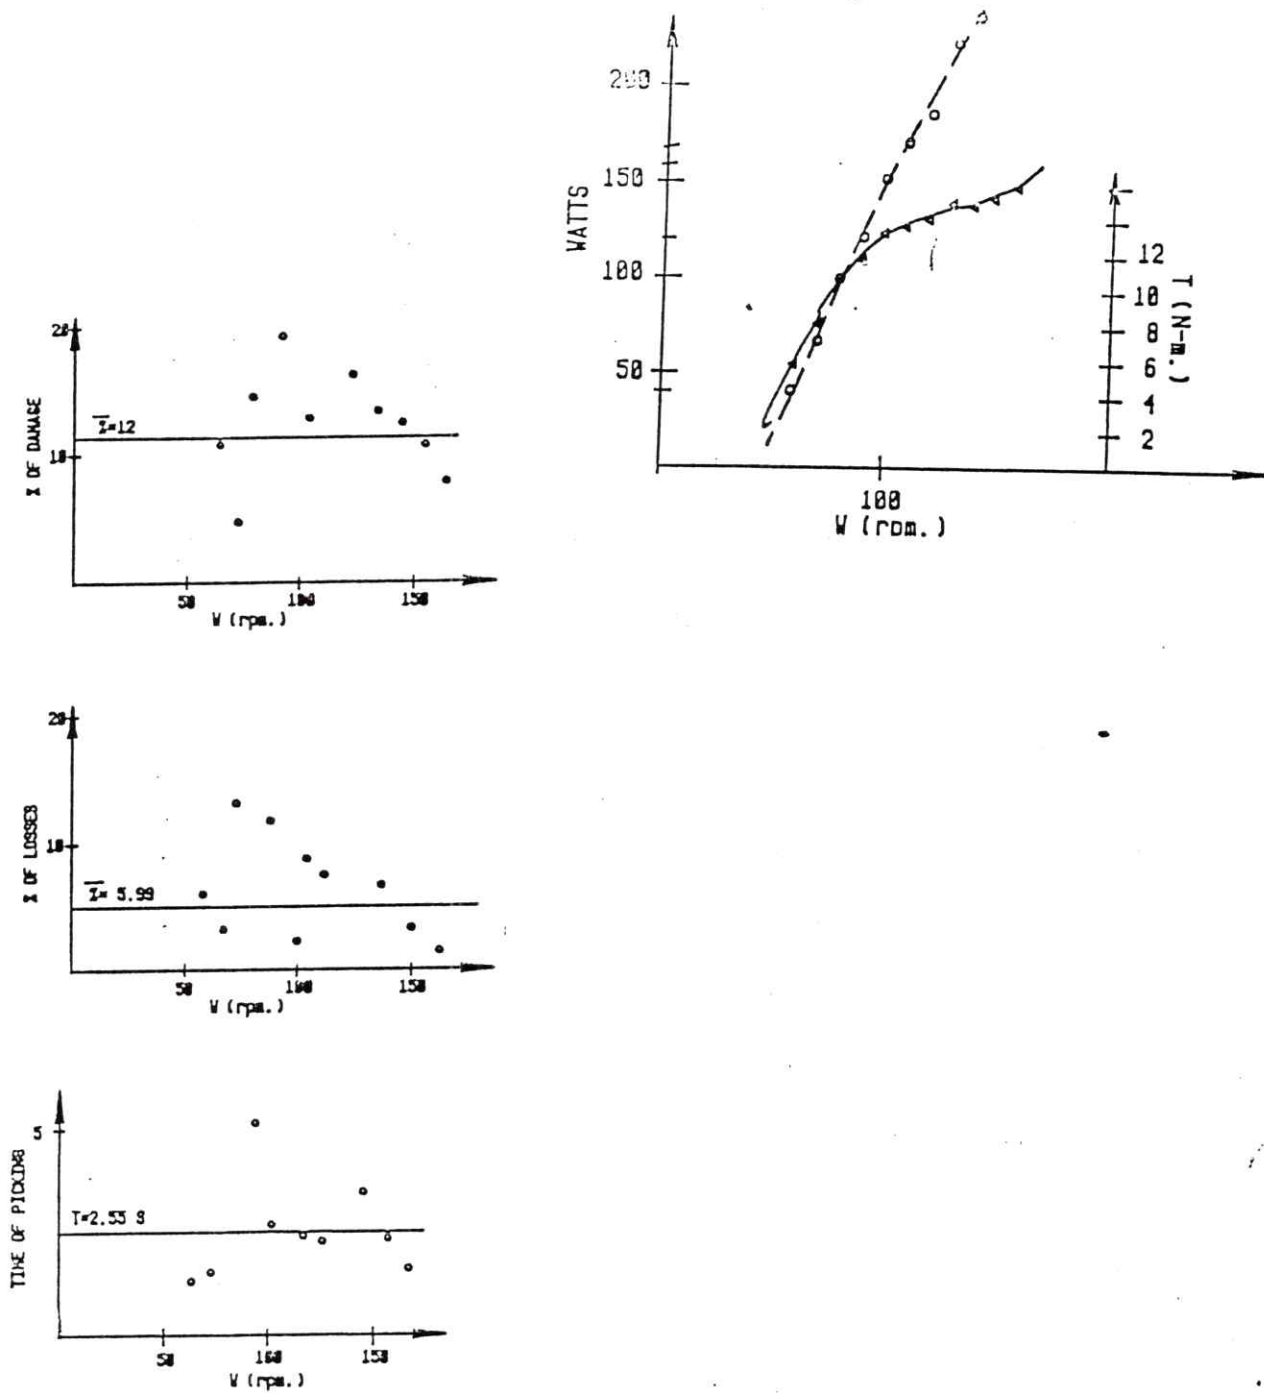 20
% OF DAMAGE
x̄=12
10
50 100 150
W (rpm.)
200
150
WATTS
100
50
100
W (rpm.)
12
10
8
6
4
2
T (N-m.)
20
% OF LOSSES
10
x̄= 5.99
50 100 150
W (rpm.)
5
TIME OF PICKING
T=2.55 S
50 100 150
W (rpm.)